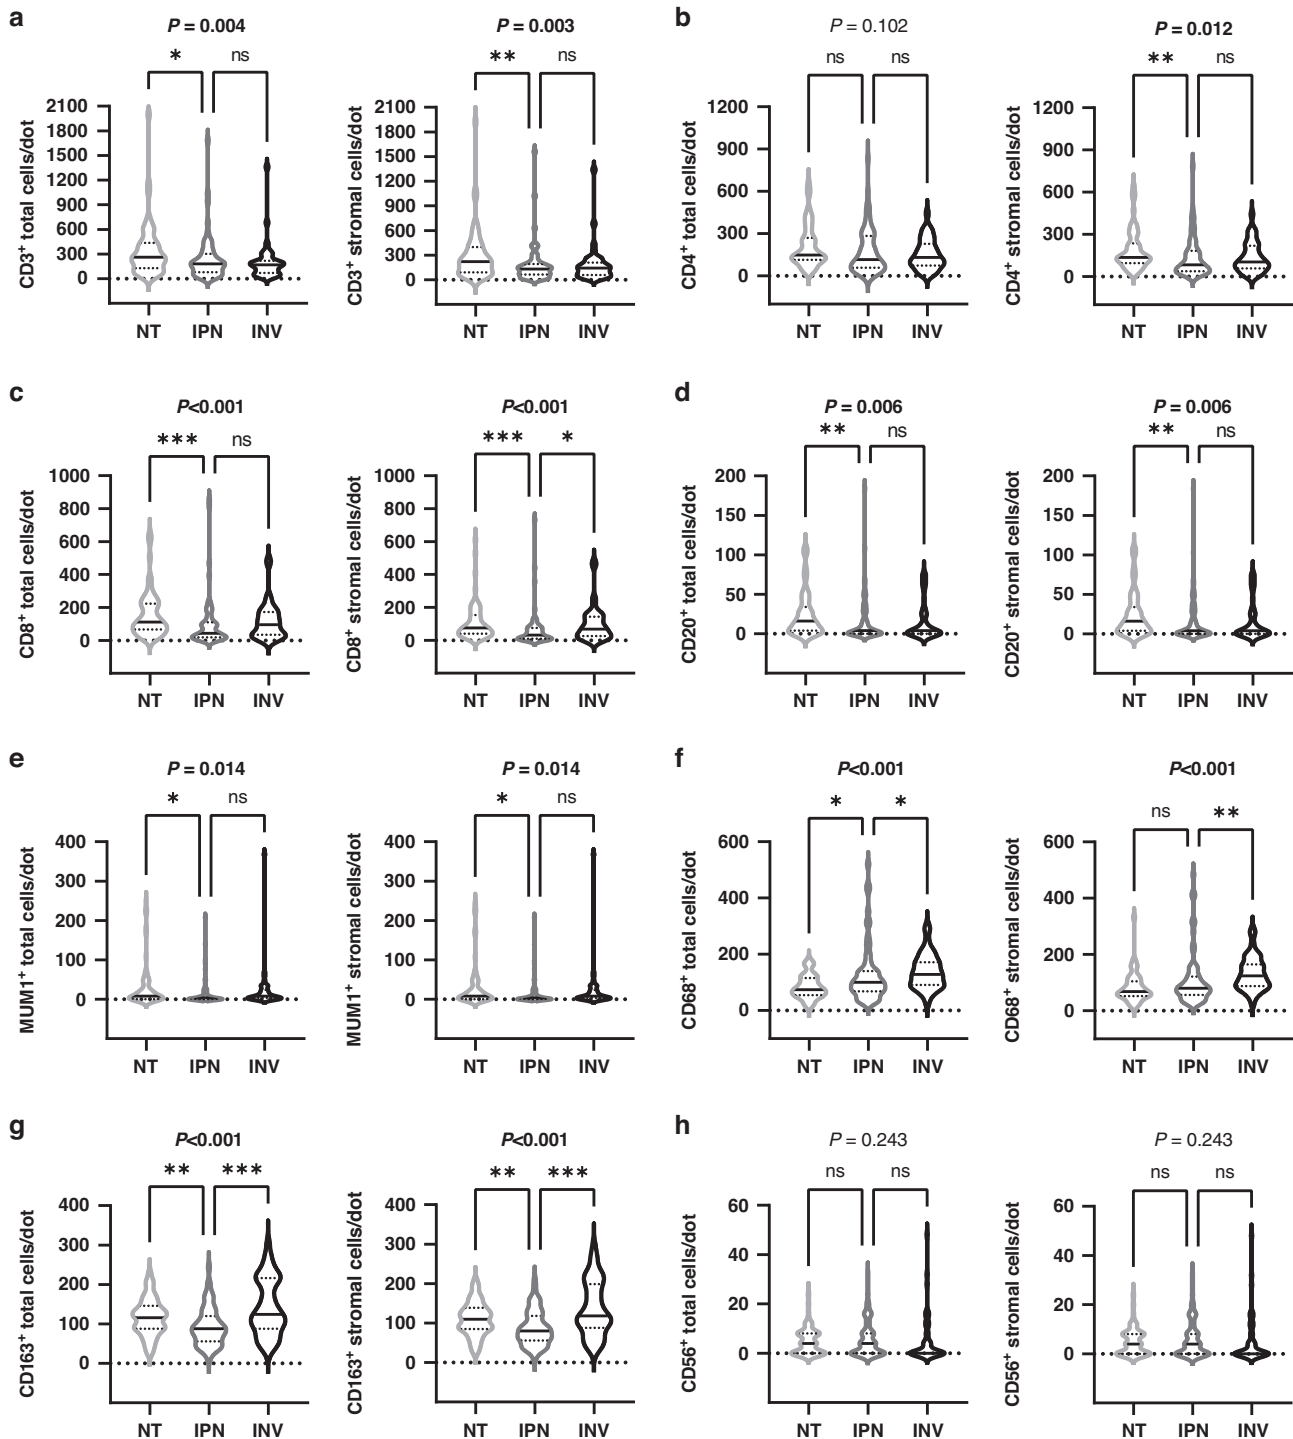 a
P = 0.004
* ns
CD3+ total cells/dot
2100
1800
1500
1200
900
600
300
0
NT IPN INV
P = 0.003
** ns
CD3+ stromal cells/dot
2100
1800
1500
1200
900
600
300
0
NT IPN INV
b
P = 0.102
ns ns
CD4+ total cells/dot
1200
900
600
300
0
NT IPN INV
P = 0.012
** ns
CD4+ stromal cells/dot
1200
900
600
300
0
NT IPN INV
c
P<0.001
*** ns
CD8+ total cells/dot
1000
800
600
400
200
0
NT IPN INV
P<0.001
*** *
CD8+ stromal cells/dot
1000
800
600
400
200
0
NT IPN INV
d
P = 0.006
** ns
CD20+ total cells/dot
200
150
100
50
0
NT IPN INV
P = 0.006
** ns
CD20+ stromal cells/dot
200
150
100
50
0
NT IPN INV
e
P = 0.014
* ns
MUM1+ total cells/dot
400
300
200
100
0
NT IPN INV
P = 0.014
* ns
MUM1+ stromal cells/dot
400
300
200
100
0
NT IPN INV
f
P<0.001
* *
CD68+ total cells/dot
600
400
200
0
NT IPN INV
P<0.001
ns **
CD68+ stromal cells/dot
600
400
200
0
NT IPN INV
g
P<0.001
** ***
CD163+ total cells/dot
400
300
200
100
0
NT IPN INV
P<0.001
** ***
CD163+ stromal cells/dot
400
300
200
100
0
NT IPN INV
h
P = 0.243
ns ns
CD56+ total cells/dot
60
40
20
0
NT IPN INV
P = 0.243
ns ns
CD56+ stromal cells/dot
60
40
20
0
NT IPN INV